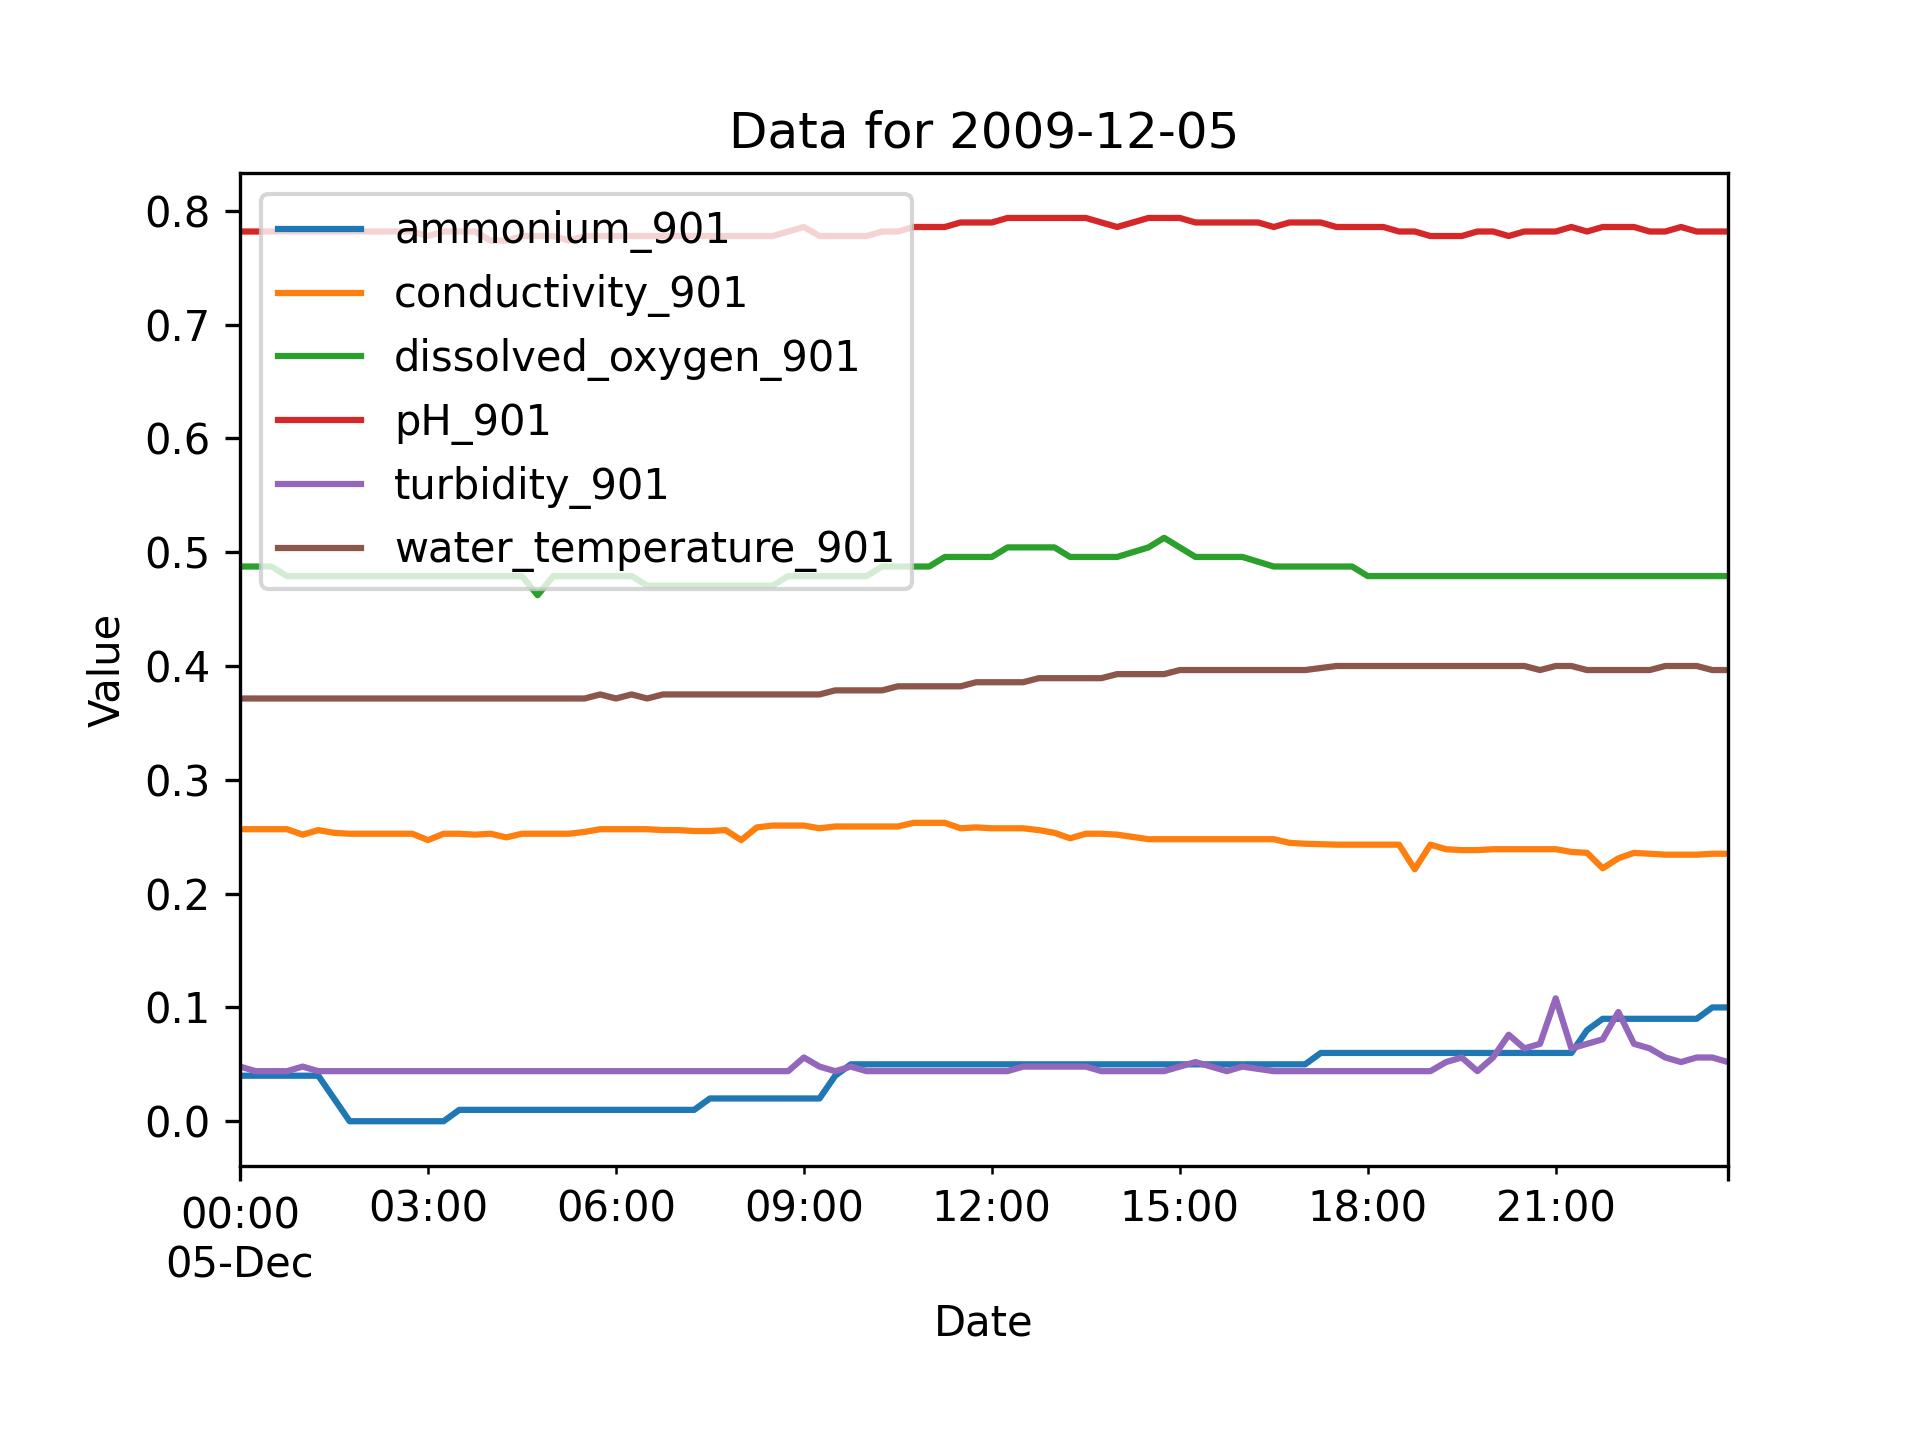 Data for 2009-12-05
0.8
0.7
0.6
0.5
0.4
0.3
0.2
0.1
0.0
Value
ammonium_901
conductivity_901
dissolved_oxygen_901
pH_901
turbidity_901
water_temperature_901
00:00 03:00 06:00 09:00 12:00 15:00 18:00 21:00
05-Dec
Date